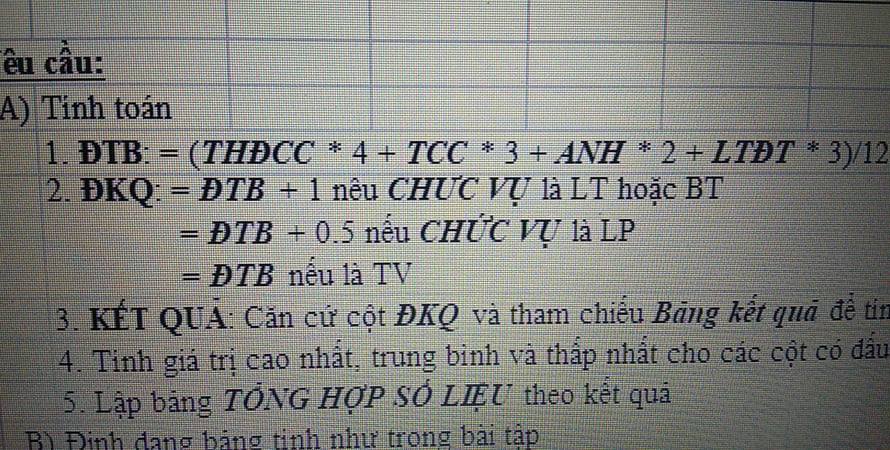 êu cầu:
A) Tính toán
1. ĐTB: = (THĐCC * 4 + TCC * 3 + ANH * 2 + LTĐT * 3)/12
2. ĐKQ: = ĐTB + 1 nếu CHỨC VỤ là LT hoặc BT
= ĐTB + 0.5 nếu CHỨC VỤ là LP
= ĐTB nếu là TV
3. KẾT QUẢ: Căn cứ cột ĐKQ và tham chiếu Bảng kết quả để tín
4. Tính giá trị cao nhất, trung bình và thấp nhất cho các cột có dấu
5. Lập bảng TỔNG HỢP SỐ LIỆU theo kết quả
B) Định dạng bảng tính như trong bài tập